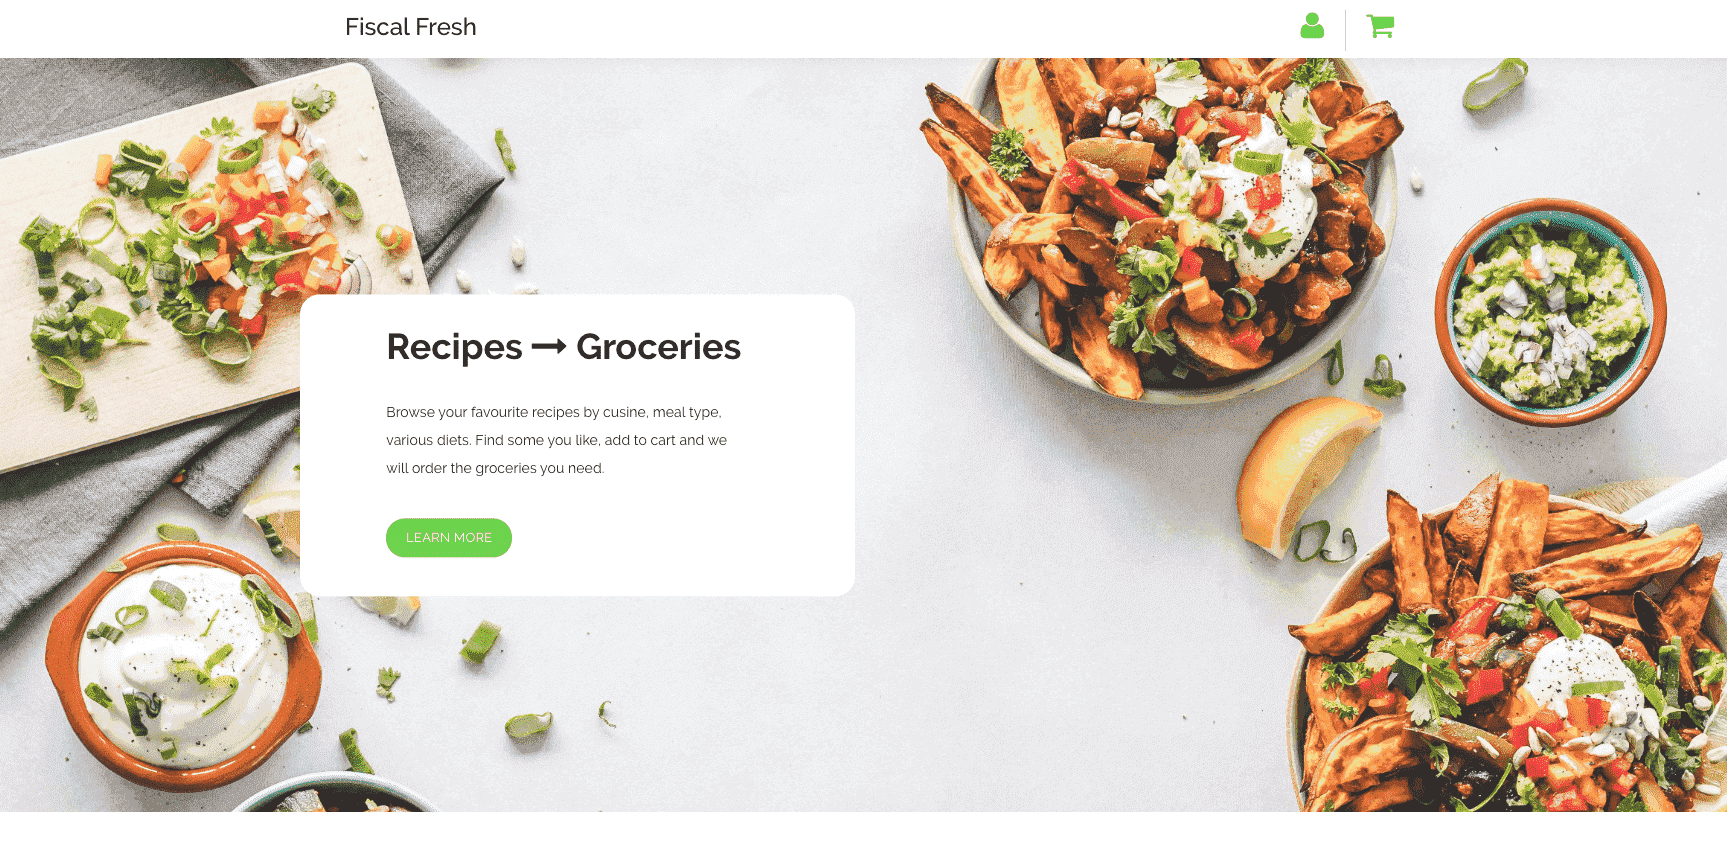 Fiscal Fresh
Recipes → Groceries
Browse your favourite recipes by cusine, meal type,
various diets. Find some you like, add to cart and we
will order the groceries you need.
LEARN MORE